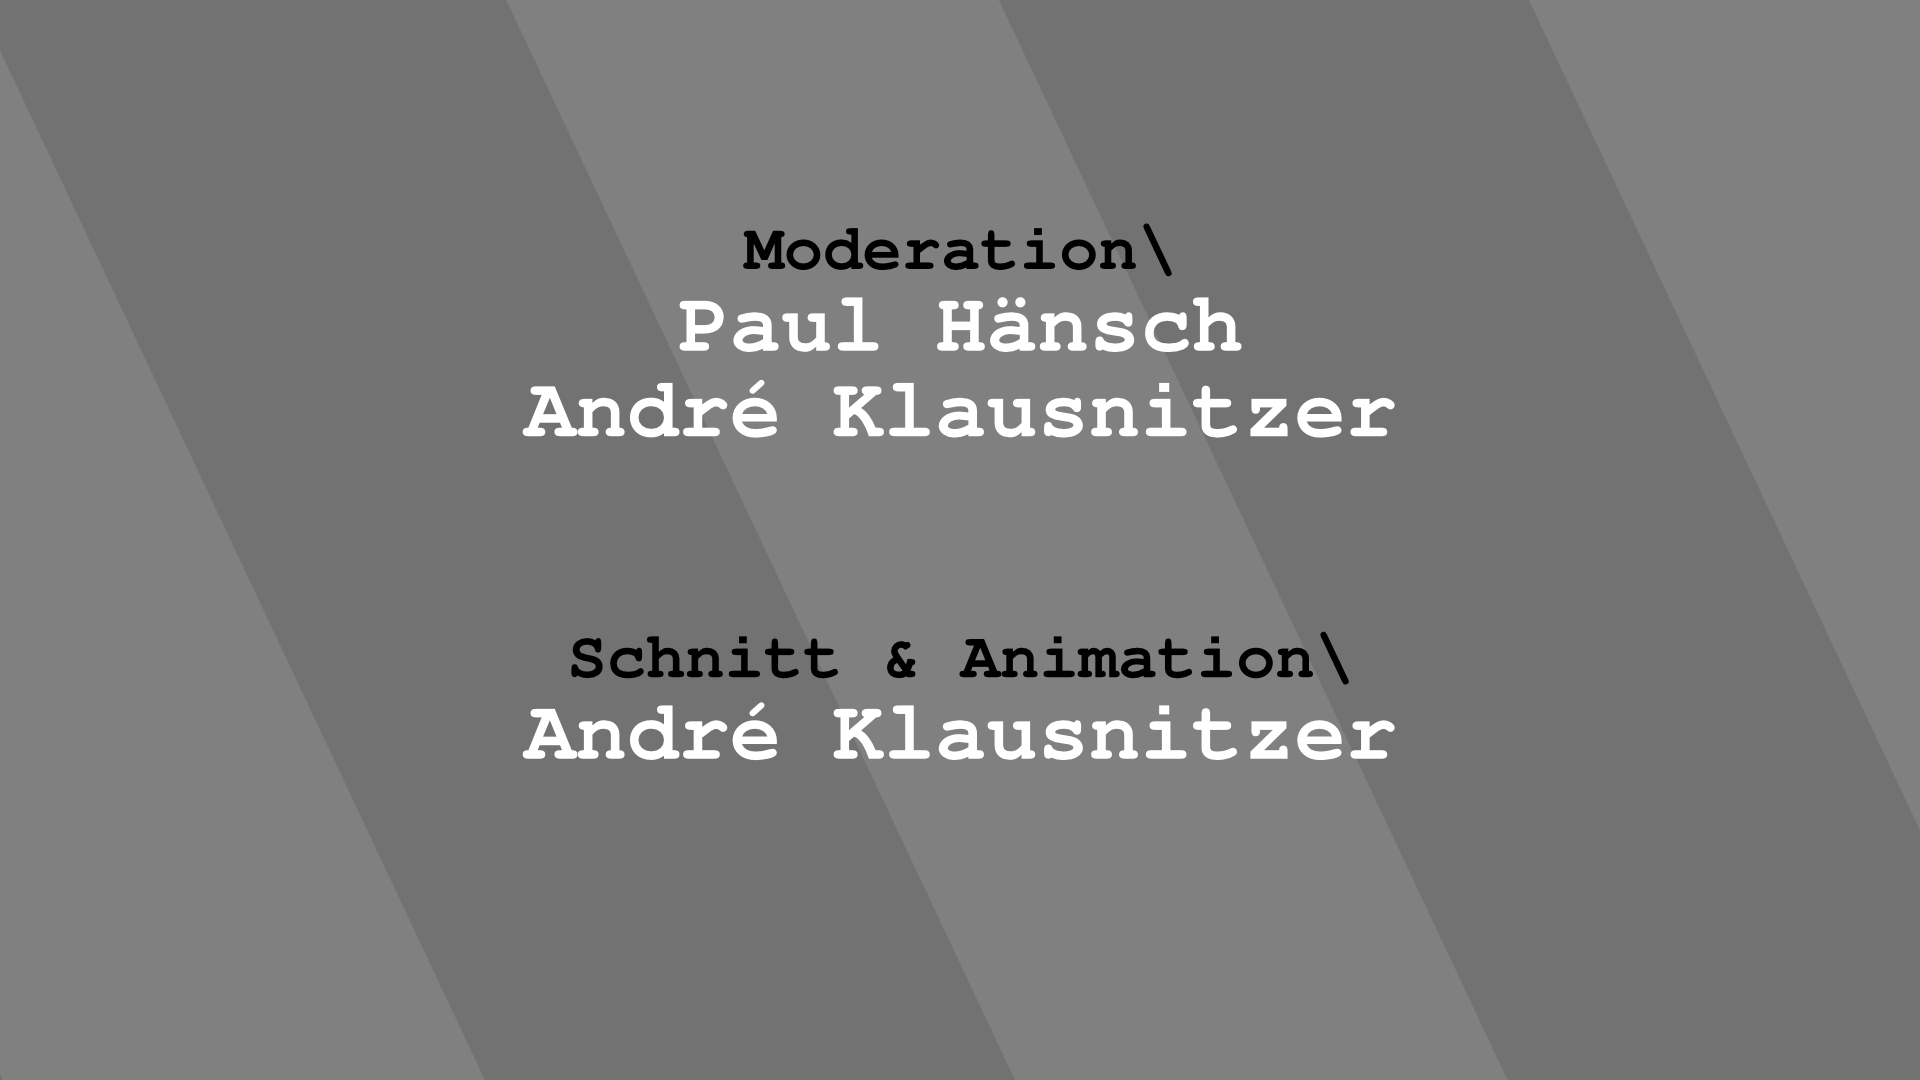 Moderation\
Paul Hänsch
André Klausnitzer
Schnitt & Animation\
André Klausnitzer